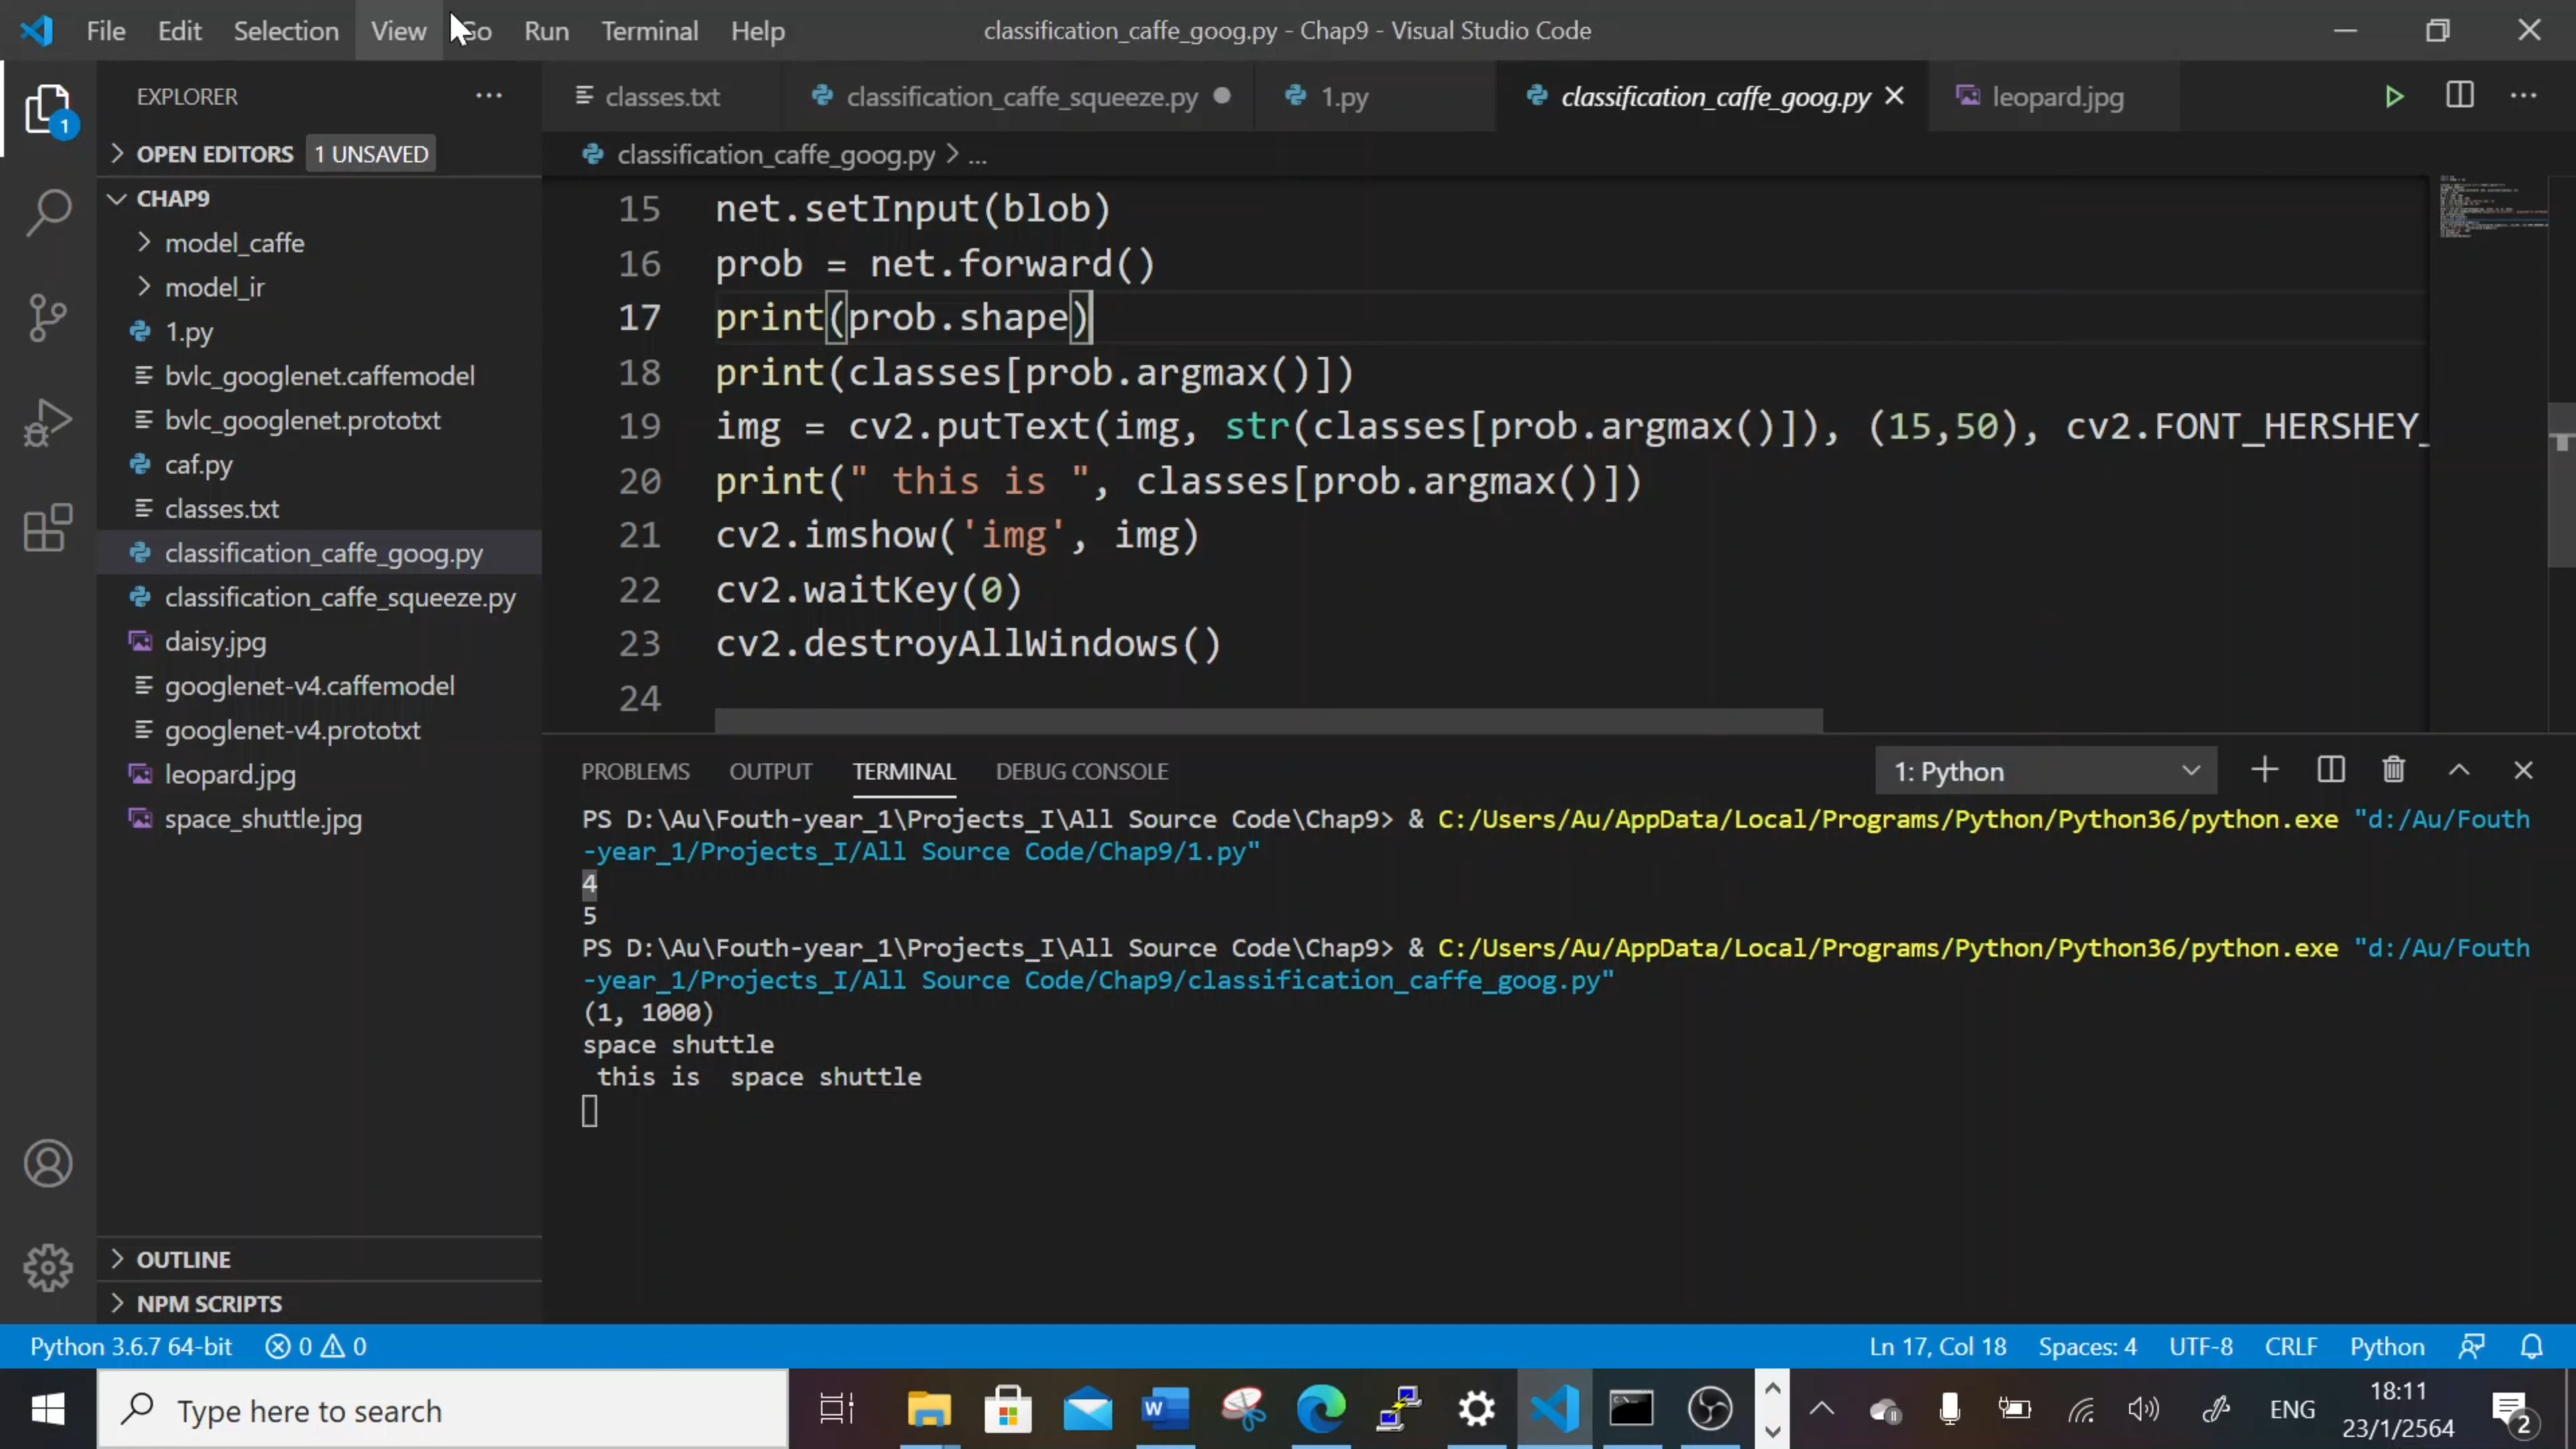 File Edit Selection View Go Run Terminal Help classification_caffe_goog.py - Chap9 - Visual Studio Code
EXPLORER ···
OPEN EDITORS 1 UNSAVED
CHAP9
model_caffe
model_ir
1.py
bvlc_googlenet.caffemodel
bvlc_googlenet.prototxt
caf.py
classes.txt
classification_caffe_goog.py
classification_caffe_squeeze.py
daisy.jpg
googlenet-v4.caffemodel
googlenet-v4.prototxt
leopard.jpg
space_shuttle.jpg
OUTLINE
NPM SCRIPTS
1
classes.txt classification_caffe_squeeze.py 1.py classification_caffe_goog.py leopard.jpg
classification_caffe_goog.py > ...
15 net.setInput(blob)
16 prob = net.forward()
17 print(prob.shape)
18 print(classes[prob.argmax()])
19 img = cv2.putText(img, str(classes[prob.argmax()]), (15,50), cv2.FONT_HERSHEY_
20 print(" this is ", classes[prob.argmax()])
21 cv2.imshow('img', img)
22 cv2.waitKey(0)
23 cv2.destroyAllWindows()
24
PROBLEMS OUTPUT TERMINAL DEBUG CONSOLE 1: Python
PS D:\Au\Fouth-year_1\Projects_I\All Source Code\Chap9> & C:/Users/Au/AppData/Local/Programs/Python/Python36/python.exe "d:/Au/Fouth
-year_1/Projects_I/All Source Code/Chap9/1.py"
4
5
PS D:\Au\Fouth-year_1\Projects_I\All Source Code\Chap9> & C:/Users/Au/AppData/Local/Programs/Python/Python36/python.exe "d:/Au/Fouth
-year_1/Projects_I/All Source Code/Chap9/classification_caffe_goog.py"
(1, 1000)
space shuttle
this is  space shuttle
Python 3.6.7 64-bit 0 0 Ln 17, Col 18 Spaces: 4 UTF-8 CRLF Python
Type here to search
W
ENG
18:11
23/1/2564
2